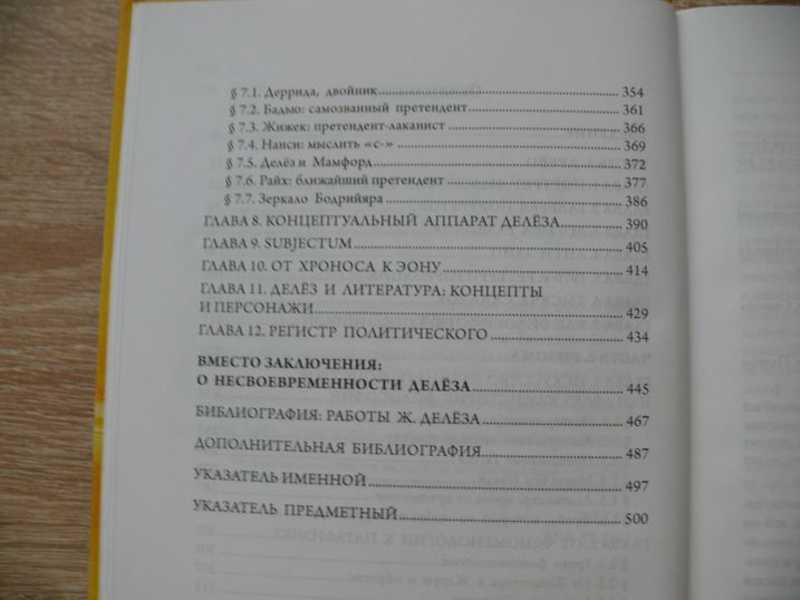 § 7.1. Деррида, двойник 354
§ 7.2. Бадью: самозванный претендент 361
§ 7.3. Жижек: претендент-лаканист 366
§ 7.4. Нанси: мыслить «с-» 369
§ 7.5. Делёз и Мамфорд 372
§ 7.6. Райх: ближайший претендент 377
§ 7.7. Зеркало Бодрийяра 386
ГЛАВА 8. КОНЦЕПТУАЛЬНЫЙ АППАРАТ ДЕЛЁЗА 390
ГЛАВА 9. SUBJECTUM 405
ГЛАВА 10. ОТ ХРОНОСА К ЭОНУ 414
ГЛАВА 11. ДЕЛЁЗ И ЛИТЕРАТУРА: КОНЦЕПТЫ
И ПЕРСОНАЖИ 429
ГЛАВА 12. РЕГИСТР ПОЛИТИЧЕСКОГО 434
ВМЕСТО ЗАКЛЮЧЕНИЯ:
О НЕСВОЕВРЕМЕННОСТИ ДЕЛЁЗА 445
БИБЛИОГРАФИЯ: РАБОТЫ Ж. ДЕЛЁЗА 467
ДОПОЛНИТЕЛЬНАЯ БИБЛИОГРАФИЯ 487
УКАЗАТЕЛЬ ИМЕННОЙ 497
УКАЗАТЕЛЬ ПРЕДМЕТНЫЙ 500